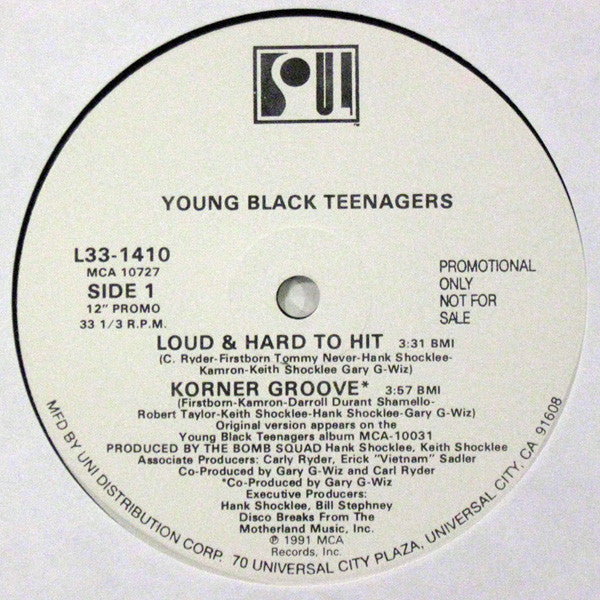 SOUL
TM
YOUNG BLACK TEENAGERS
L33-1410
MCA 10727
SIDE 1
12" PROMO
33 1/3 R.P.M.
PROMOTIONAL
ONLY
NOT FOR
SALE
LOUD & HARD TO HIT 3:31 BMI
(C. Ryder-Firstborn Tommy Never-Hank Shocklee-
Kamron-Keith Shocklee Gary G-Wiz)
KORNER GROOVE* 3:57 BMI
(Firstborn-Kamron-Darroll Durant Shamello-
Robert Taylor-Keith Shocklee-Hank Shocklee-Gary G-Wiz)
Original version appears on the
Young Black Teenagers album MCA-10031
PRODUCED BY THE BOMB SQUAD Hank Shocklee, Keith Shocklee
Associate Producers: Carly Ryder, Erick "Vietnam" Sadler
Co-Produced by Gary G-Wiz and Carl Ryder
*Co-Produced by Gary G-Wiz
Executive Producers:
Hank Shocklee, Bill Stephney
Disco Breaks From The
Motherland Music, Inc.
℗ 1991 MCA
Records, Inc.
MFD BY UNI DISTRIBUTION CORP. 70 UNIVERSAL CITY PLAZA, UNIVERSAL CITY, CA 91608